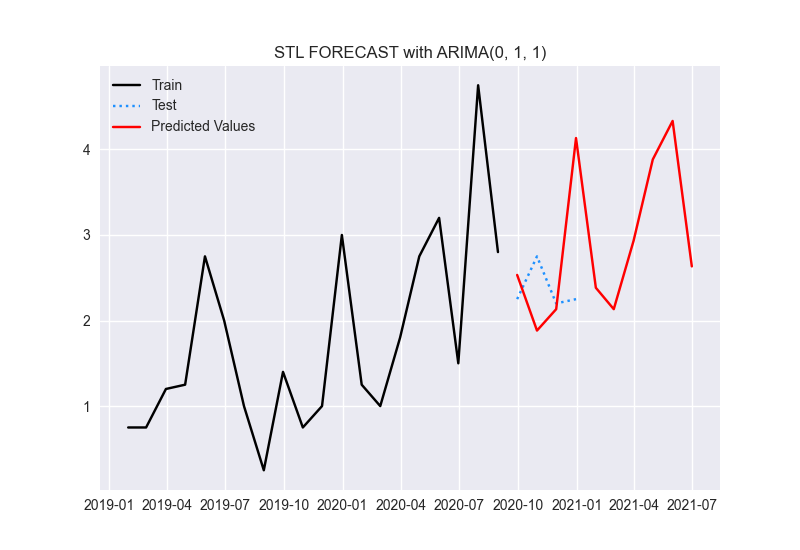 STL FORECAST with ARIMA(0, 1, 1)
Train
Test
Predicted Values
4
3
2
1
2019-01 2019-04 2019-07 2019-10 2020-01 2020-04 2020-07 2020-10 2021-01 2021-04 2021-07